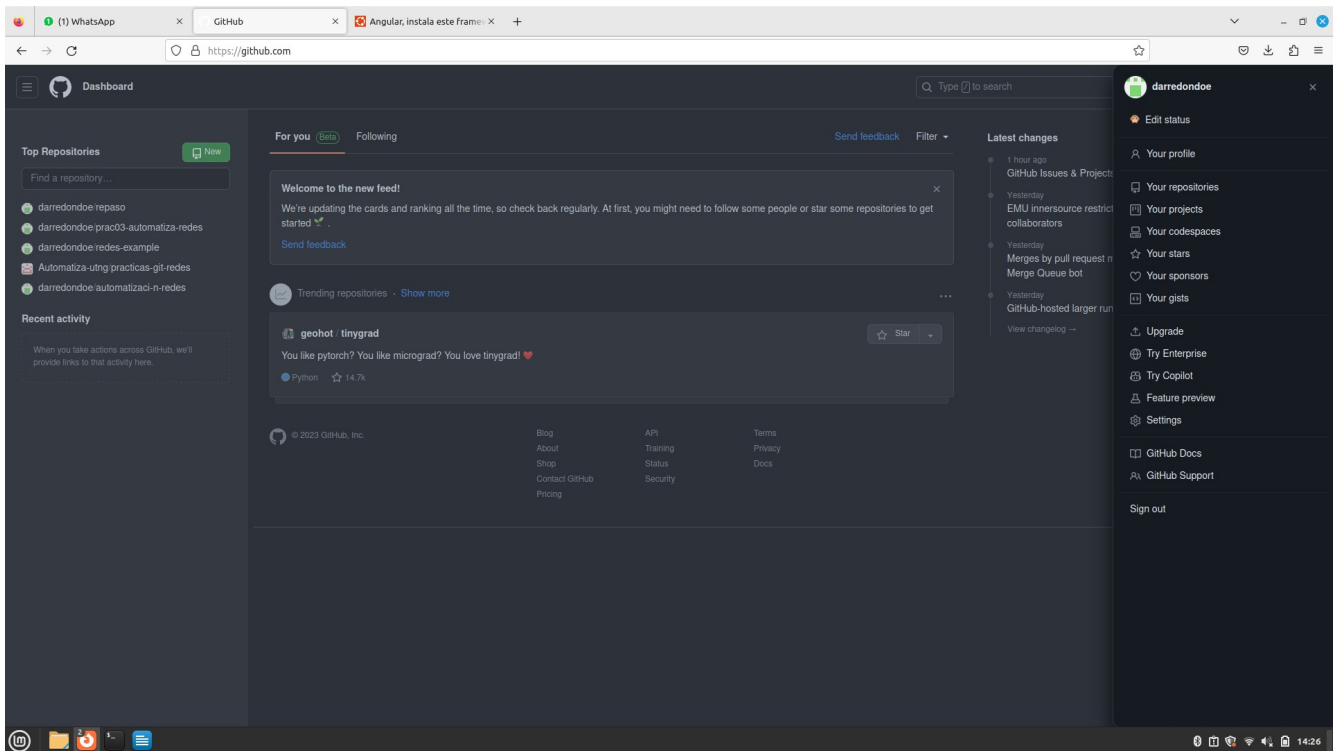 (1) WhatsApp
GitHub
Angular, instala este frame
https://github.com
Dashboard
Type / to search
Top Repositories
New
Find a repository…
darredondoe/repaso
darredondoe/prac03-automatiza-redes
darredondoe/redes-example
Automatiza-utng/practicas-git-redes
darredondoe/automatizaci-n-redes
Recent activity
When you take actions across GitHub, we'll
provide links to that activity here.
For you Beta Following
Send feedback Filter
Welcome to the new feed!
We're updating the cards and ranking all the time, so check back regularly. At first, you might need to follow some people or star some repositories to get
started .
Send feedback
Trending repositories · Show more
geohot / tinygrad
Star
You like pytorch? You like micrograd? You love tinygrad!
Python 14.7k
© 2023 GitHub, Inc.
Blog
About
Shop
Contact GitHub
Pricing
API
Training
Status
Security
Terms
Privacy
Docs
Latest changes
1 hour ago
GitHub Issues & Projects
Yesterday
EMU innersource restrict
collaborators
Yesterday
Merges by pull request m
Merge Queue bot
Yesterday
GitHub-hosted larger run
View changelog →
darredondoe
Edit status
Your profile
Your repositories
Your projects
Your codespaces
Your stars
Your sponsors
Your gists
Upgrade
Try Enterprise
Try Copilot
Feature preview
Settings
GitHub Docs
GitHub Support
Sign out
2
14:26